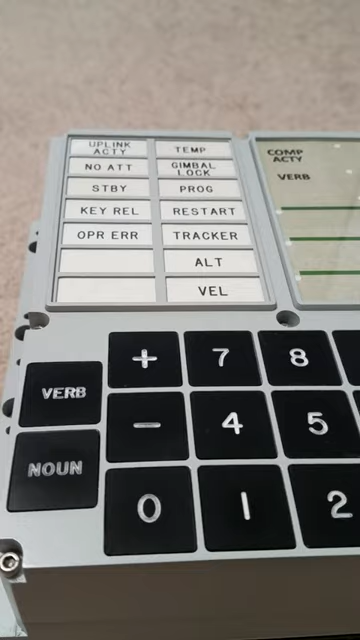 UPLINK
ACTY
TEMP
NO ATT
GIMBAL
LOCK
STBY
PROG
KEY REL
RESTART
OPR ERR
TRACKER
ALT
VEL
COMP
ACTY
VERB
+ 7 8
VERB
- 4 5
NOUN
0 1 2